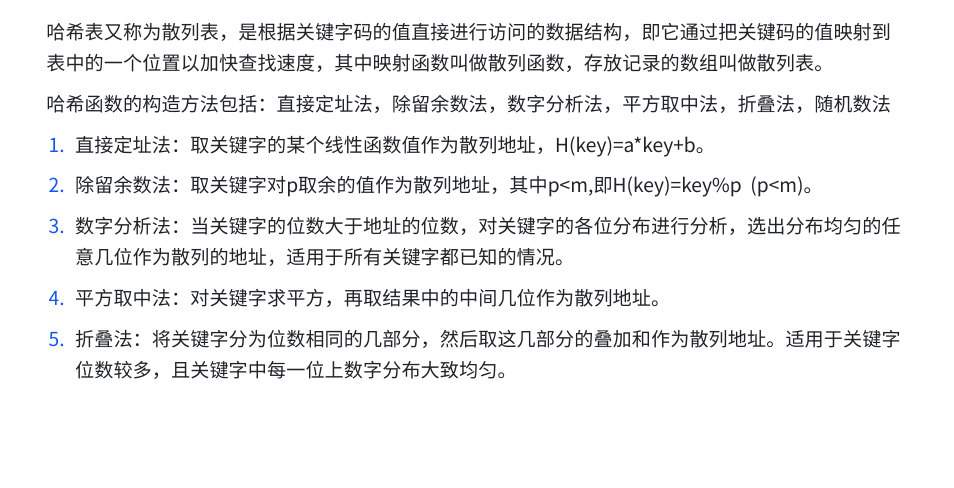 哈希表又称为散列表，是根据关键字码的值直接进行访问的数据结构，即它通过把关键码的值映射到
表中的一个位置以加快查找速度，其中映射函数叫做散列函数，存放记录的数组叫做散列表。
哈希函数的构造方法包括：直接定址法，除留余数法，数字分析法，平方取中法，折叠法，随机数法
1. 直接定址法：取关键字的某个线性函数值作为散列地址，H(key)=a*key+b。
2. 除留余数法：取关键字对p取余的值作为散列地址，其中p<m,即H(key)=key%p（p<m)。
3. 数字分析法：当关键字的位数大于地址的位数，对关键字的各位分布进行分析，选出分布均匀的任
意几位作为散列的地址，适用于所有关键字都已知的情况。
4. 平方取中法：对关键字求平方，再取结果中的中间几位作为散列地址。
5. 折叠法：将关键字分为位数相同的几部分，然后取这几部分的叠加和作为散列地址。适用于关键字
位数较多，且关键字中每一位上数字分布大致均匀。